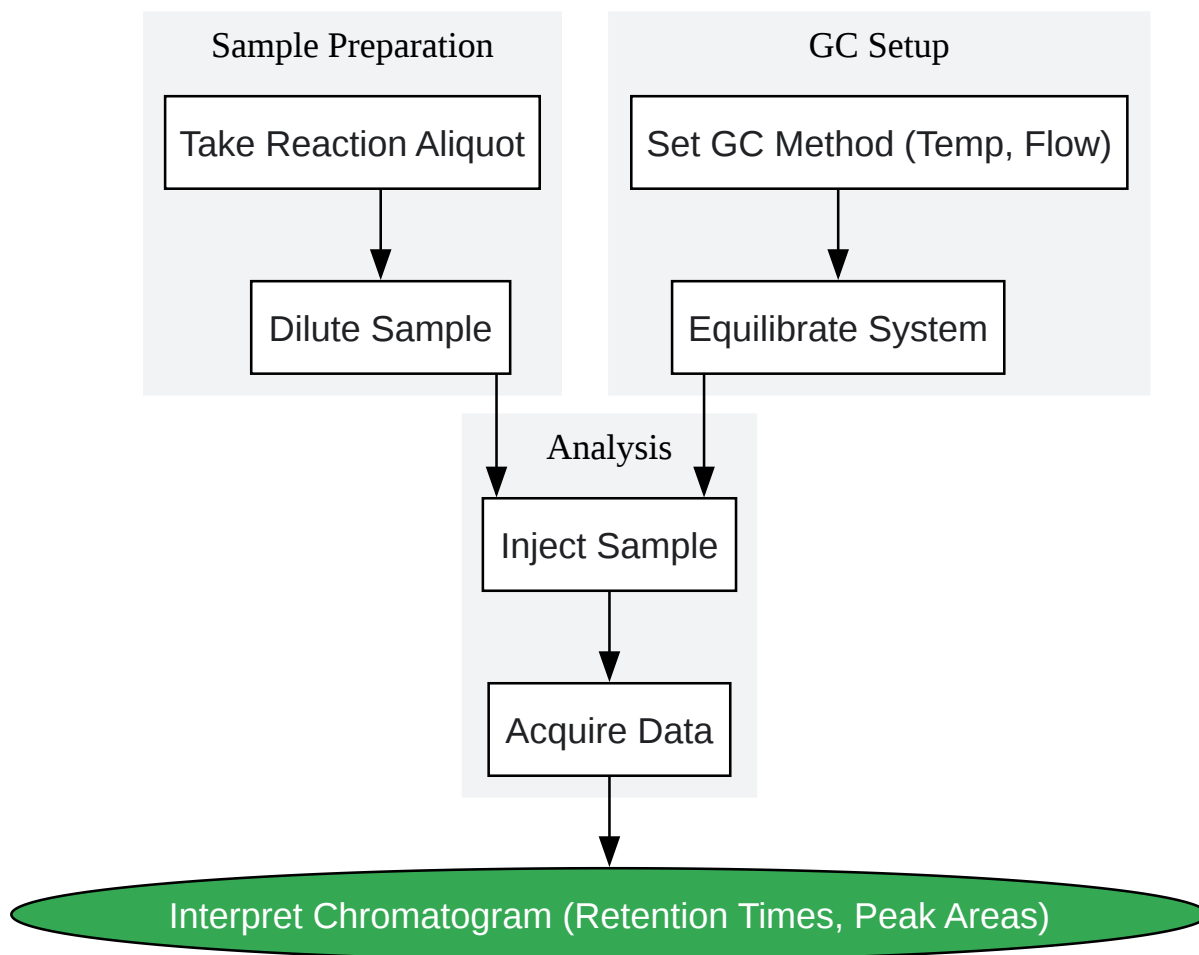 Sample Preparation
Take Reaction Aliquot
Dilute Sample
GC Setup
Set GC Method (Temp, Flow)
Equilibrate System
Analysis
Inject Sample
Acquire Data
Interpret Chromatogram (Retention Times, Peak Areas)